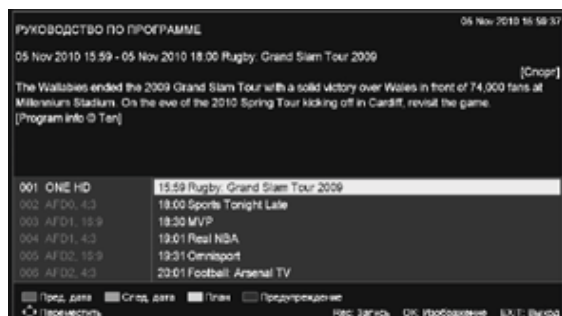 РУКОВОДСТВО ПО ПРОГРАММЕ
05 Nov 2010 16:59:37
05 Nov 2010 15:59 - 05 Nov 2010 18:00 Rugby: Grand Slam Tour 2009
[Спорт]
The Wallabies ended the 2009 Grand Slam Tour with a solid victory over Wales in front of 74,000 fans at
Millennium Stadium. On the eve of the 2010 Spring Tour kicking off in Cardiff, revisit the game.
[Program info © Ten]
001 ONE HD 15:59 Rugby: Grand Slam Tour 2009
002 AFD0, 4:3 18:00 Sports Tonight Late
003 AFD1, 16:9 18:30 MVP
004 AFD1, 4:3 19:01 Real NBA
005 AFD2, 16:9 19:31 Omnisport
006 AFD2, 4:3 20:01 Football: Arsenal TV
Пред. дата След. дата План Предупреждение
Переместить Rec: Запись OK: Изображение EXIT: Выход